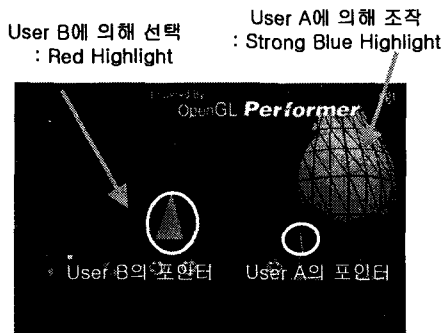 User B에 의해 선택
: Red Highlight
User A에 의해 조작
: Strong Blue Highlight
OpenGL Performer
User B의 포인터
User A의 포인터